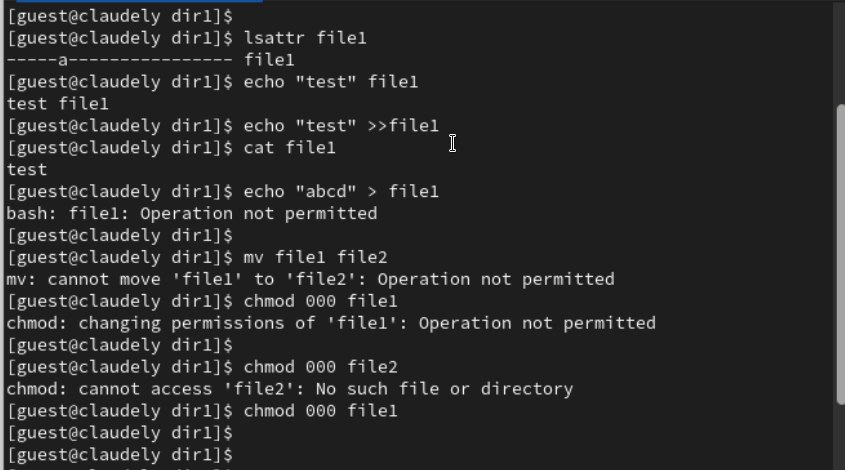 [guest@claudely dir1]$
[guest@claudely dir1]$ lsattr file1
-----a---------------- file1
[guest@claudely dir1]$ echo "test" file1
test file1
[guest@claudely dir1]$ echo "test" >>file1
[guest@claudely dir1]$ cat file1
test
[guest@claudely dir1]$ echo "abcd" > file1
bash: file1: Operation not permitted
[guest@claudely dir1]$
[guest@claudely dir1]$ mv file1 file2
mv: cannot move 'file1' to 'file2': Operation not permitted
[guest@claudely dir1]$ chmod 000 file1
chmod: changing permissions of 'file1': Operation not permitted
[guest@claudely dir1]$
[guest@claudely dir1]$ chmod 000 file2
chmod: cannot access 'file2': No such file or directory
[guest@claudely dir1]$ chmod 000 file1
[guest@claudely dir1]$
[guest@claudely dir1]$